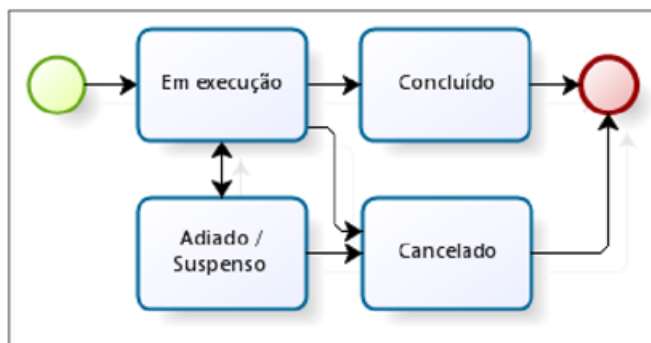 Em execução
Concluído
Adiado /
Suspenso
Cancelado